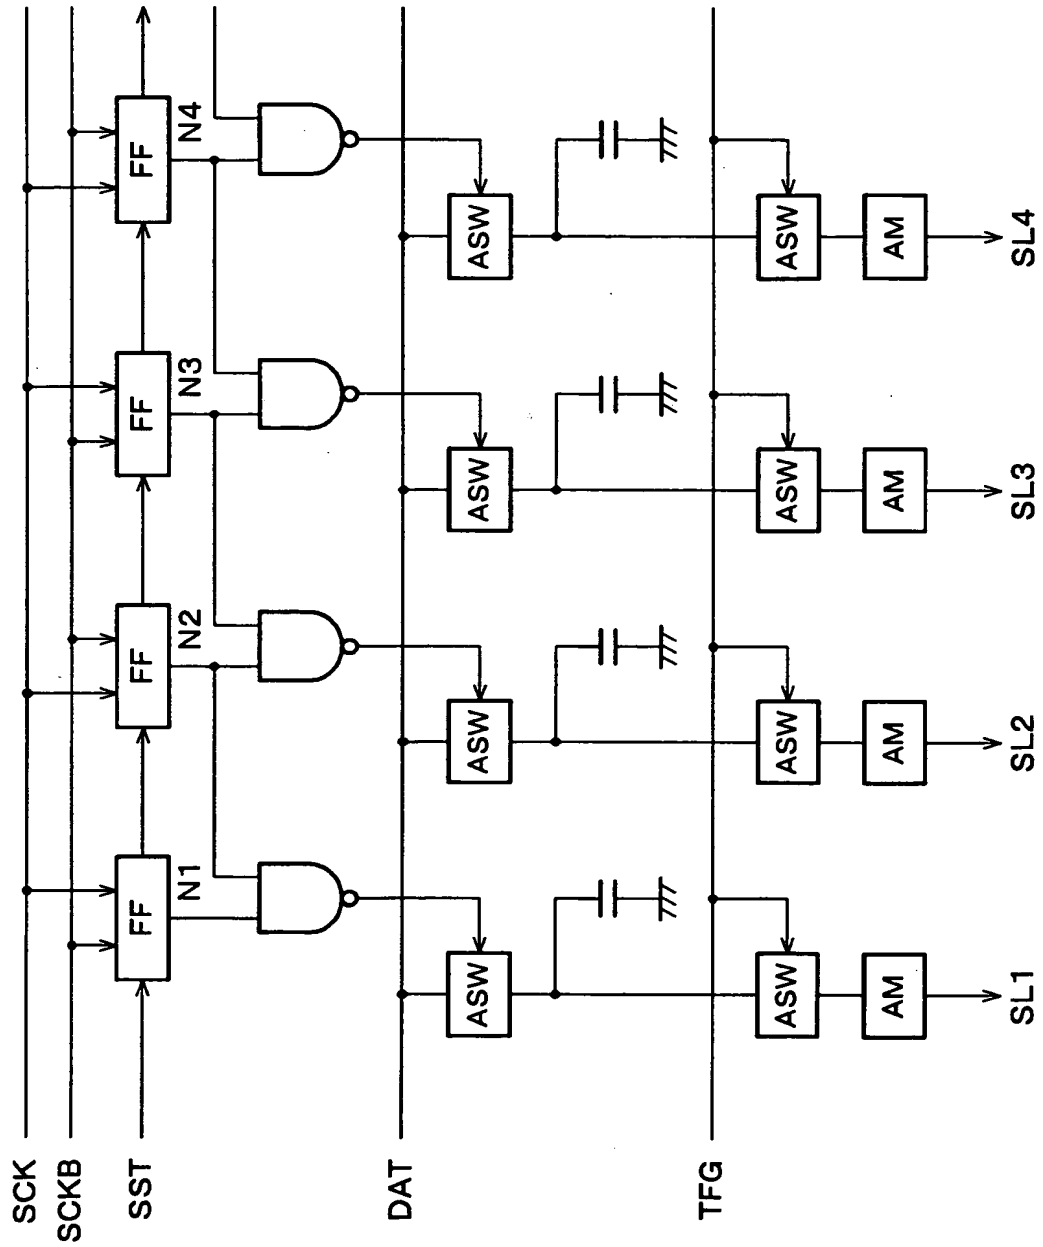 SCK
SCKB
SST
FF
FF
FF
FF
N1
N2
N3
N4
DAT
ASW
ASW
ASW
ASW
TFG
ASW
ASW
ASW
ASW
AM
AM
AM
AM
SL1
SL2
SL3
SL4